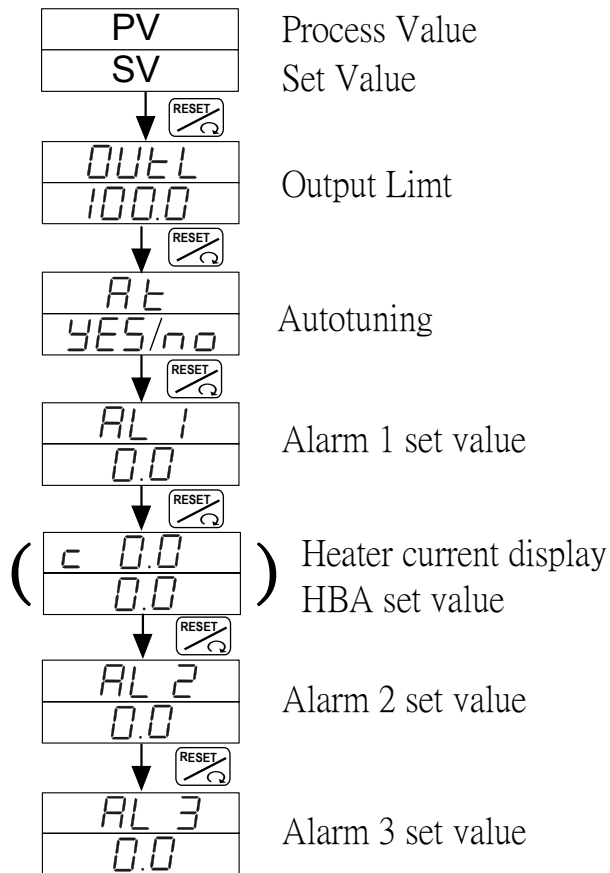 PV Process Value
SV Set Value
RESET
OUtL
100.0 Output Limt
RESET
At
YES/no Autotuning
RESET
AL 1
0.0 Alarm 1 set value
RESET
( c 0.0 ) Heater current display
0.0 HBA set value
RESET
AL 2
0.0 Alarm 2 set value
RESET
AL 3
0.0 Alarm 3 set value